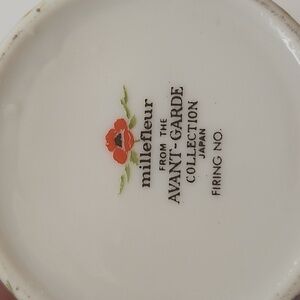 millefleur
FROM THE
AVANT-GARDE
COLLECTION
JAPAN
FIRING NO.